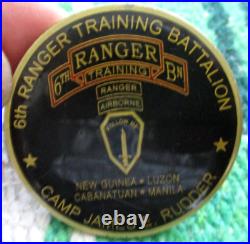 6th RANGER TRAINING BATTALION
RANGER
6TH TRAINING BN
RANGER
AIRBORNE
FOLLOW ME
NEW GUINEA • LUZON
CABANATUAN • MANILA
CAMP JAMES RUDDER